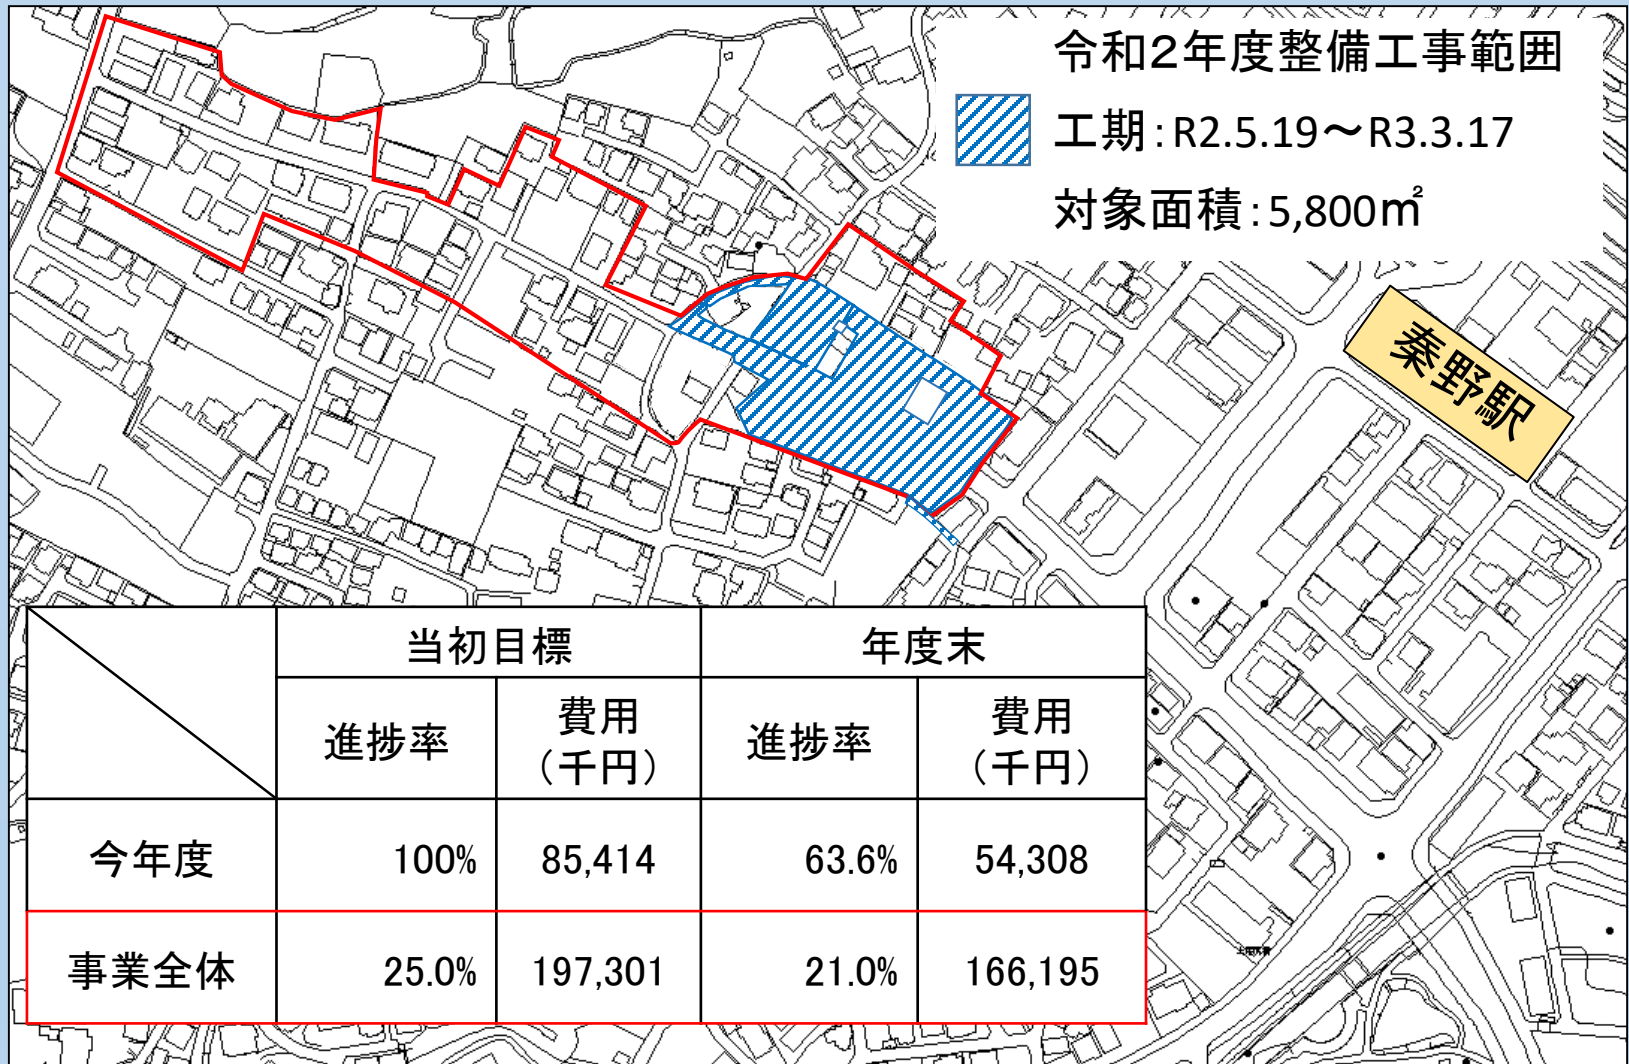 令和2年度整備工事範囲
工期:R2.5.19～R3.3.17
対象面積:5,800㎡
秦野駅
当初目標 年度末
進捗率 費用 進捗率 費用
(千円) (千円)
今年度 100% 85,414 63.6% 54,308
事業全体 25.0% 197,301 21.0% 166,195